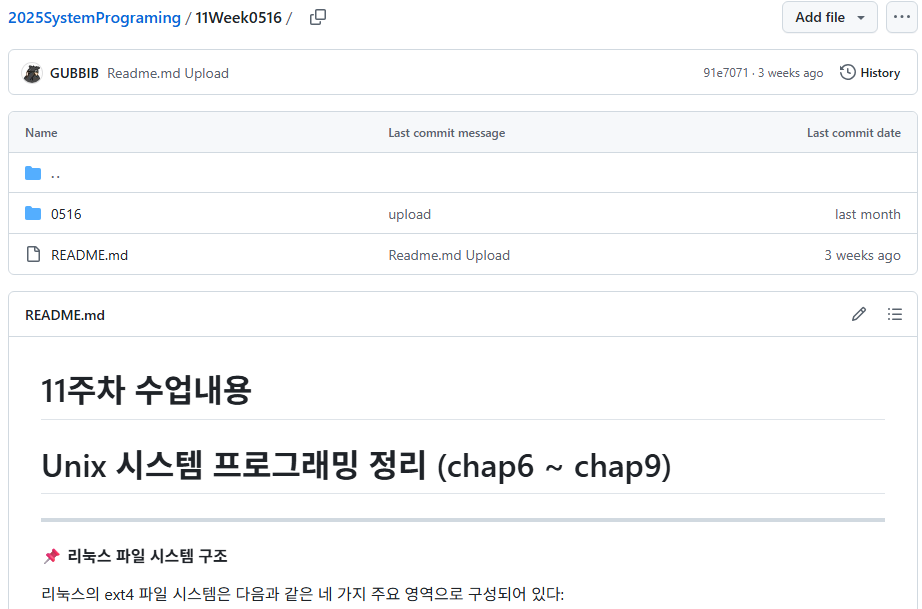 2025SystemPrograming / 11Week0516 /
Add file
GUBBIB Readme.md Upload
91e7071 · 3 weeks ago History
Name Last commit message Last commit date
..
0516 upload last month
README.md Readme.md Upload 3 weeks ago
README.md
11주차 수업내용
Unix 시스템 프로그래밍 정리 (chap6 ~ chap9)
리눅스 파일 시스템 구조
리눅스의 ext4 파일 시스템은 다음과 같은 네 가지 주요 영역으로 구성되어 있다: